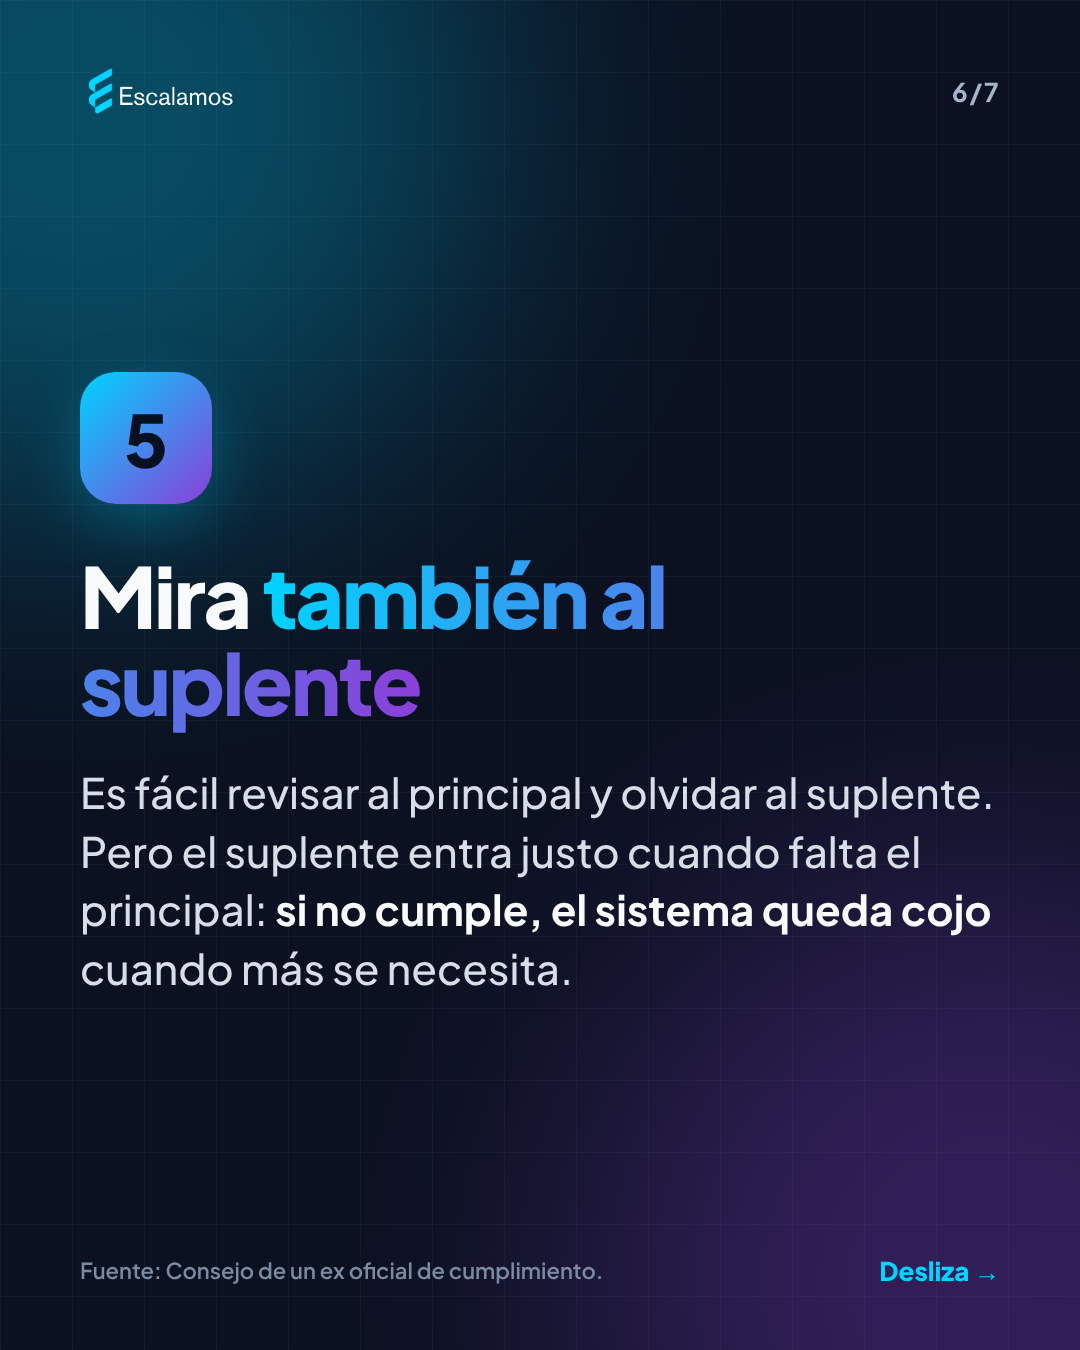 Escalamos
6/7
5
Mira también al
suplente
Es fácil revisar al principal y olvidar al suplente.
Pero el suplente entra justo cuando falta el
principal: si no cumple, el sistema queda cojo
cuando más se necesita.
Fuente: Consejo de un ex oficial de cumplimiento.
Desliza →